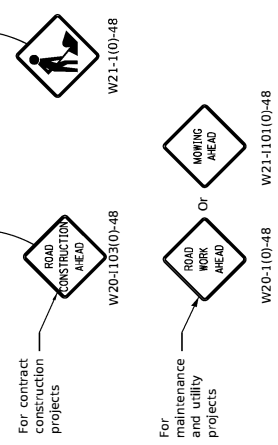 For contract
construction
projects
ROAD
CONSTRUCTION
AHEAD
W20-I103(0)-48
W21-1(0)-48
For
maintenance
and utility
projects
ROAD
WORK
AHEAD
W20-1(0)-48
Or
MOWING
AHEAD
W21-I101(0)-48